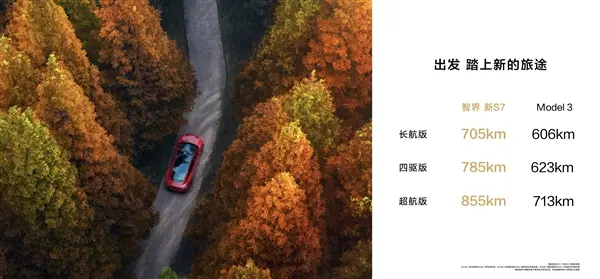 出发 踏上新的旅途
智界 新S7 Model 3
长航版 705km 606km
四驱版 785km 623km
超航版 855km 713km